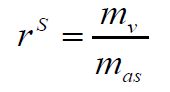 r^S = m_v / m_as